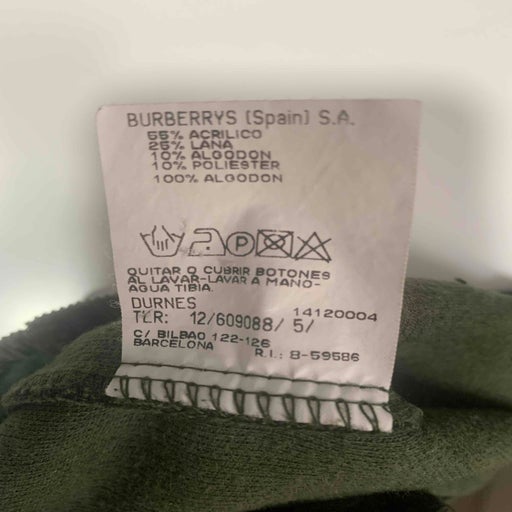 BURBERRYS (Spain) S.A.
55% ACRILICO
25% LANA
10% ALGODON
10% POLIESTER
100% ALGODON
P
QUITAR O CUBRIR BOTONES
AL LAVAR-LAVAR A MANO-
AGUA TIBIA.
DURNES 14120004
TLR: 12/609088/ 5/
C/ BILBAO 122-126
BARCELONA R.I.: 8-59586